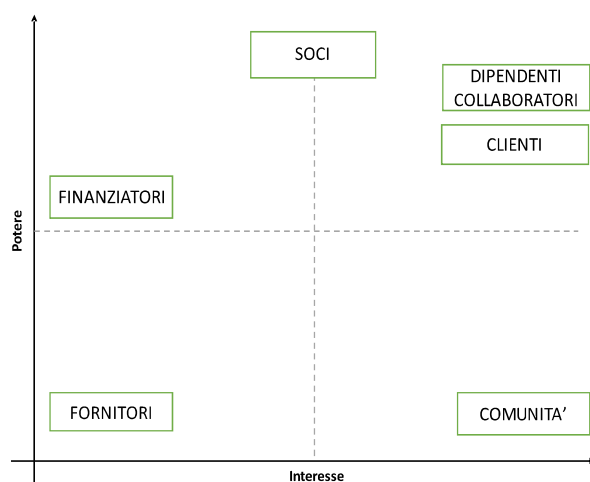 SOCI
DIPENDENTI
COLLABORATORI
CLIENTI
FINANZIATORI
Potere
FORNITORI
COMUNITA’
Interesse